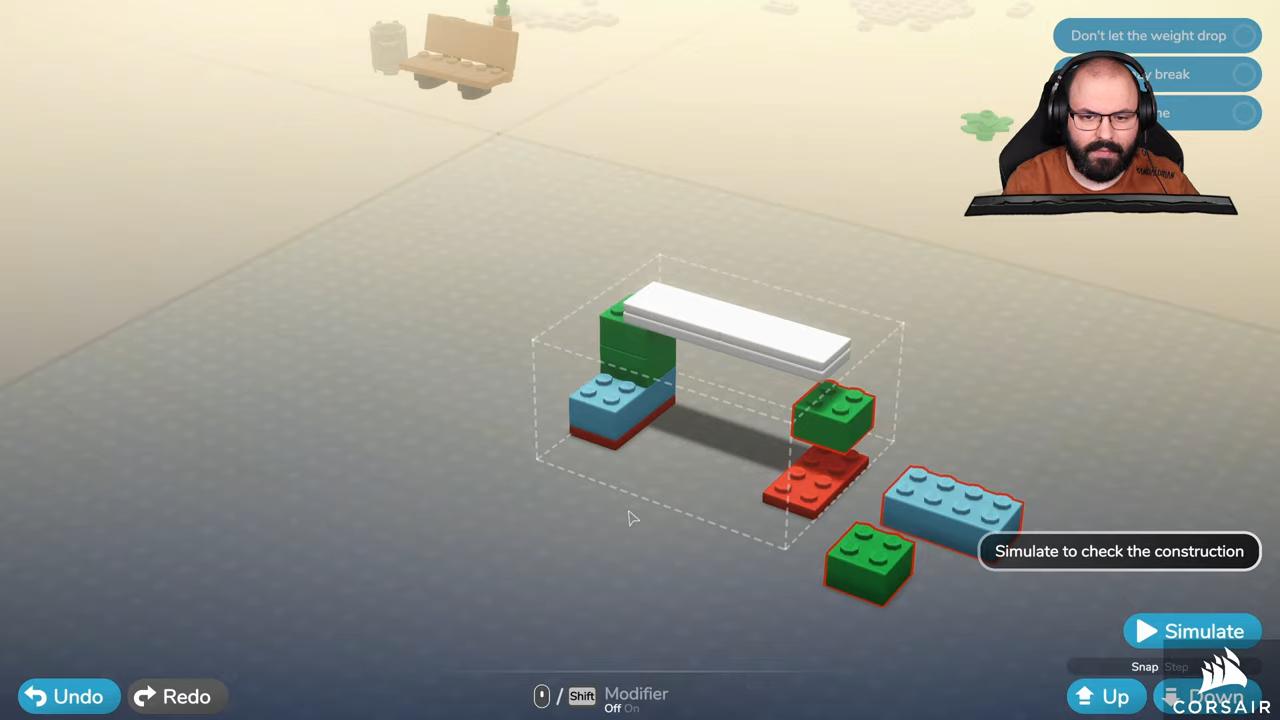 Don't let the weight drop
break
Simulate to check the construction
Simulate
Snap Step
Undo
Redo
/ Shift Modifier
Off On
Up
Down
CORSAIR